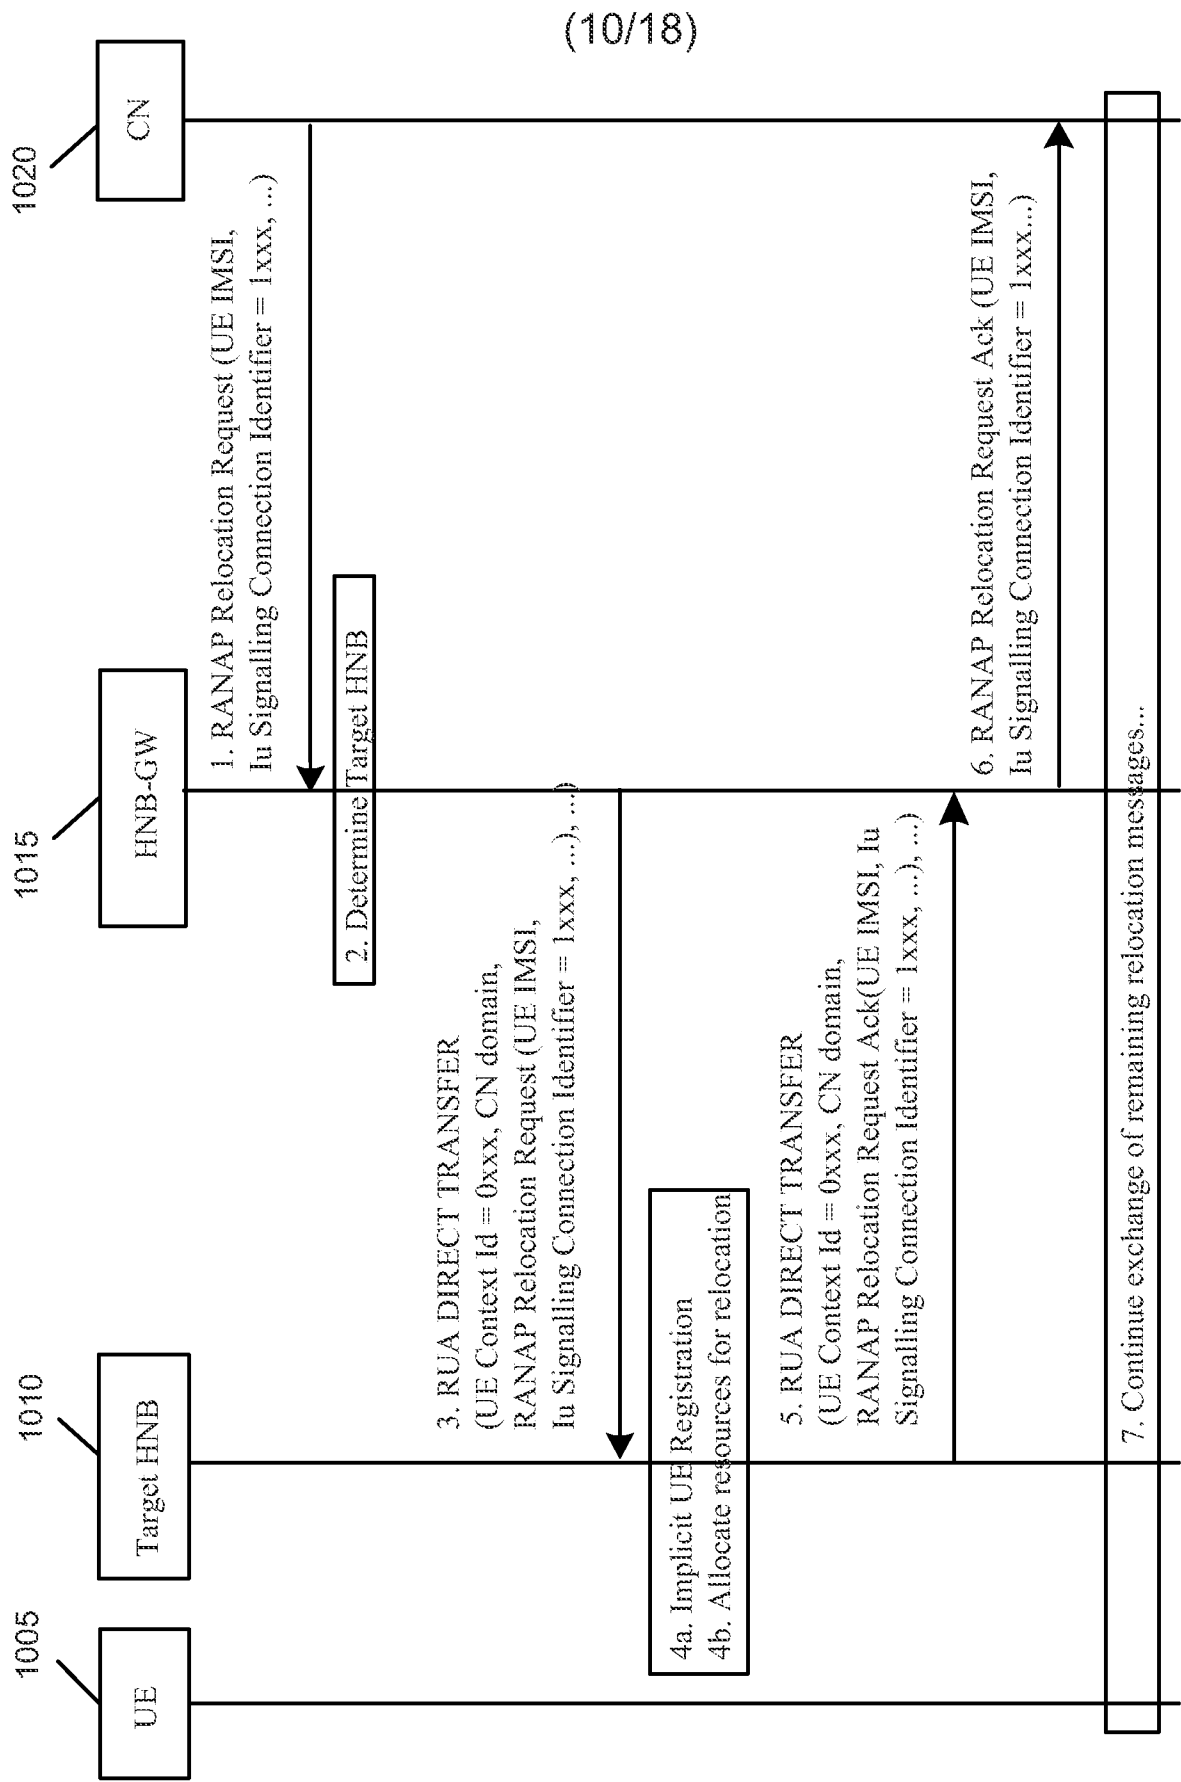 (10/18)
1005
1010
1015
1020
UE
Target HNB
HNB-GW
CN
1. RANAP Relocation Request (UE IMSI,
Iu Signalling Connection Identifier = 1xxx, ...)
2. Determine Target HNB
3. RUA DIRECT TRANSFER
(UE Context Id = 0xxx, CN domain,
RANAP Relocation Request (UE IMSI,
Iu Signalling Connection Identifier = 1xxx, ...), ...)
4a. Implicit UE Registration
4b. Allocate resources for relocation
5. RUA DIRECT TRANSFER
(UE Context Id = 0xxx, CN domain,
RANAP Relocation Request Ack(UE IMSI, Iu
Signalling Connection Identifier = 1xxx, ...), ...)
6. RANAP Relocation Request Ack (UE IMSI,
Iu Signalling Connection Identifier = 1xxx...)
7. Continue exchange of remaining relocation messages...